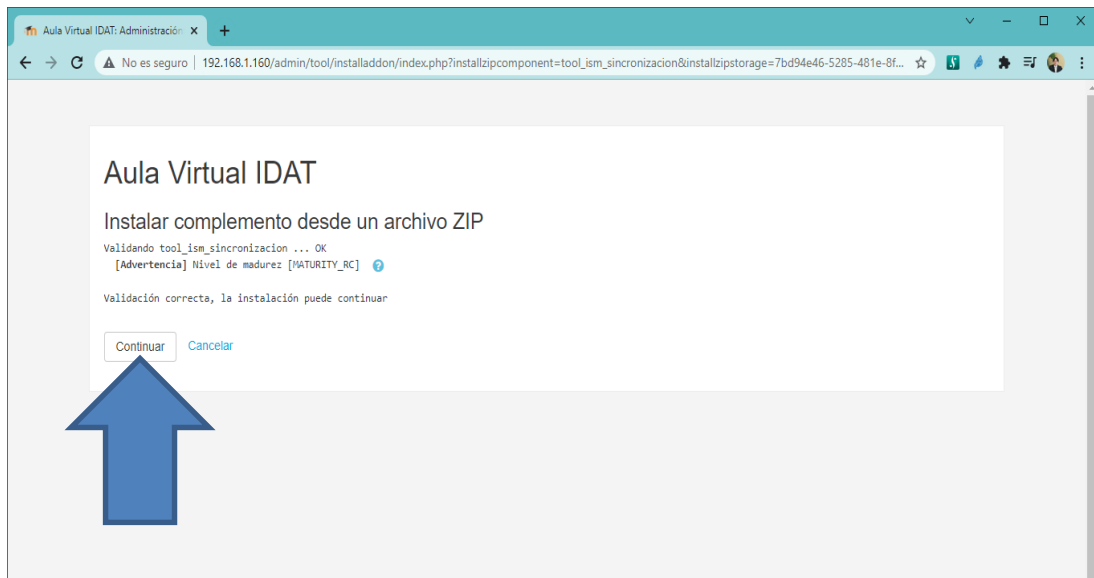 Aula Virtual IDAT: Administración
No es seguro | 192.168.1.160/admin/tool/installaddon/index.php?installzipcomponent=tool_ism_sincronizacion&installzipstorage=7bd94e46-5285-481e-8f...
Aula Virtual IDAT
Instalar complemento desde un archivo ZIP
Validando tool_ism_sincronizacion ... OK
[Advertencia] Nivel de madurez [MATURITY_RC]
Validación correcta, la instalación puede continuar
Continuar Cancelar